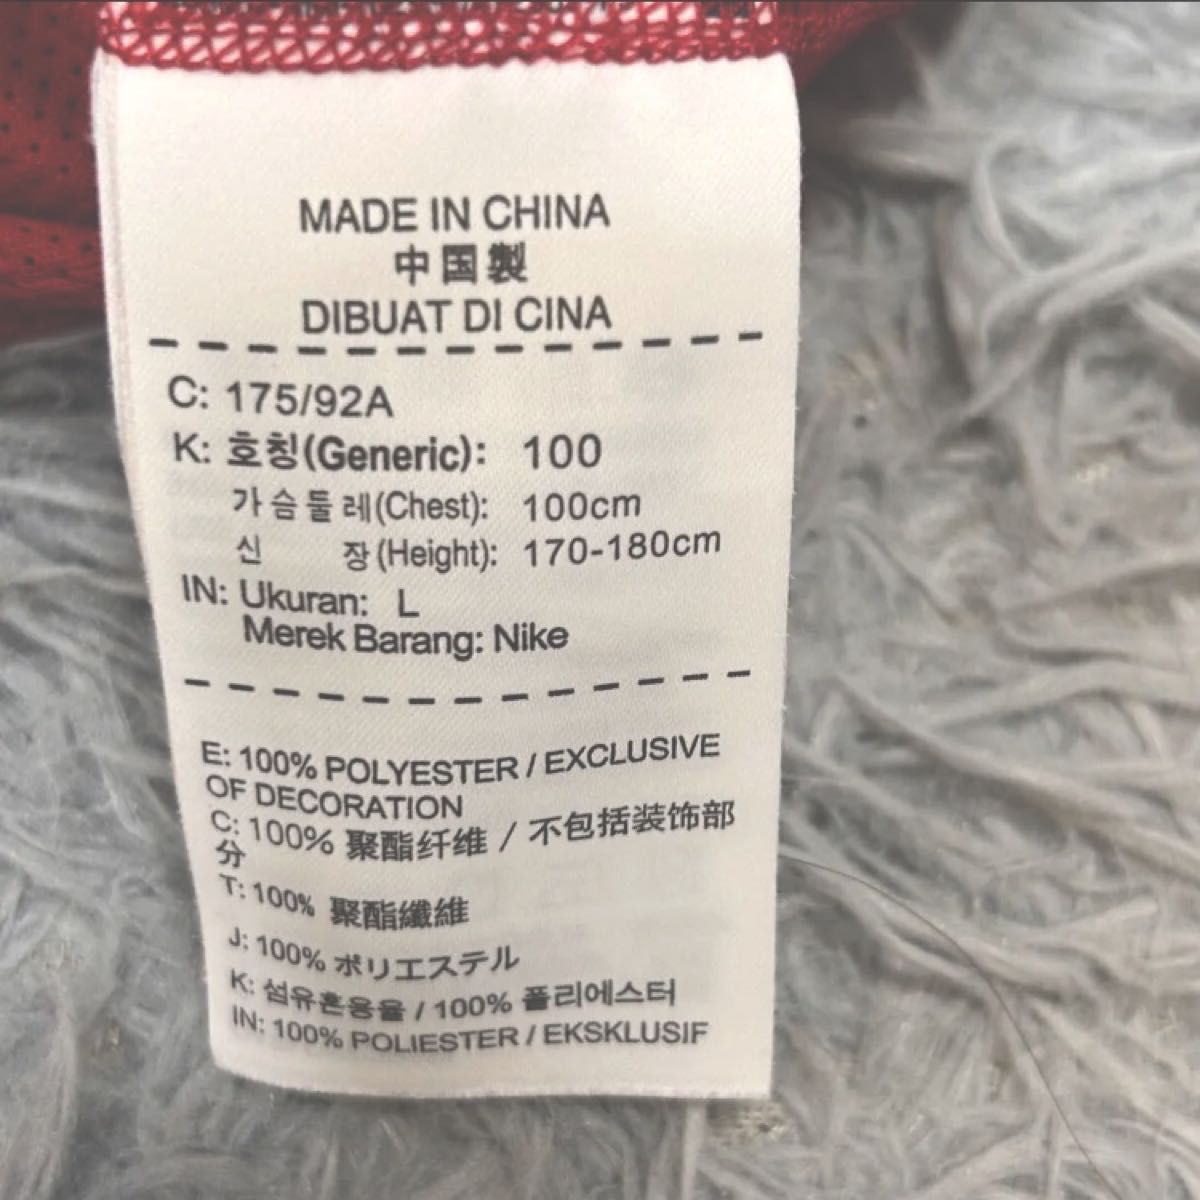 MADE IN CHINA
中国製
DIBUAT DI CINA
C: 175/92A
K: 호칭(Generic): 100
가슴둘레(Chest): 100cm
신 장(Height): 170-180cm
IN: Ukuran: L
Merek Barang: Nike
E: 100% POLYESTER / EXCLUSIVE
OF DECORATION
C: 100% 聚酯纤维 / 不包括装饰部
分
T: 100% 聚酯纖維
J: 100% ポリエステル
K: 섬유혼용율 / 100% 폴리에스터
IN: 100% POLIESTER / EKSKLUSIF